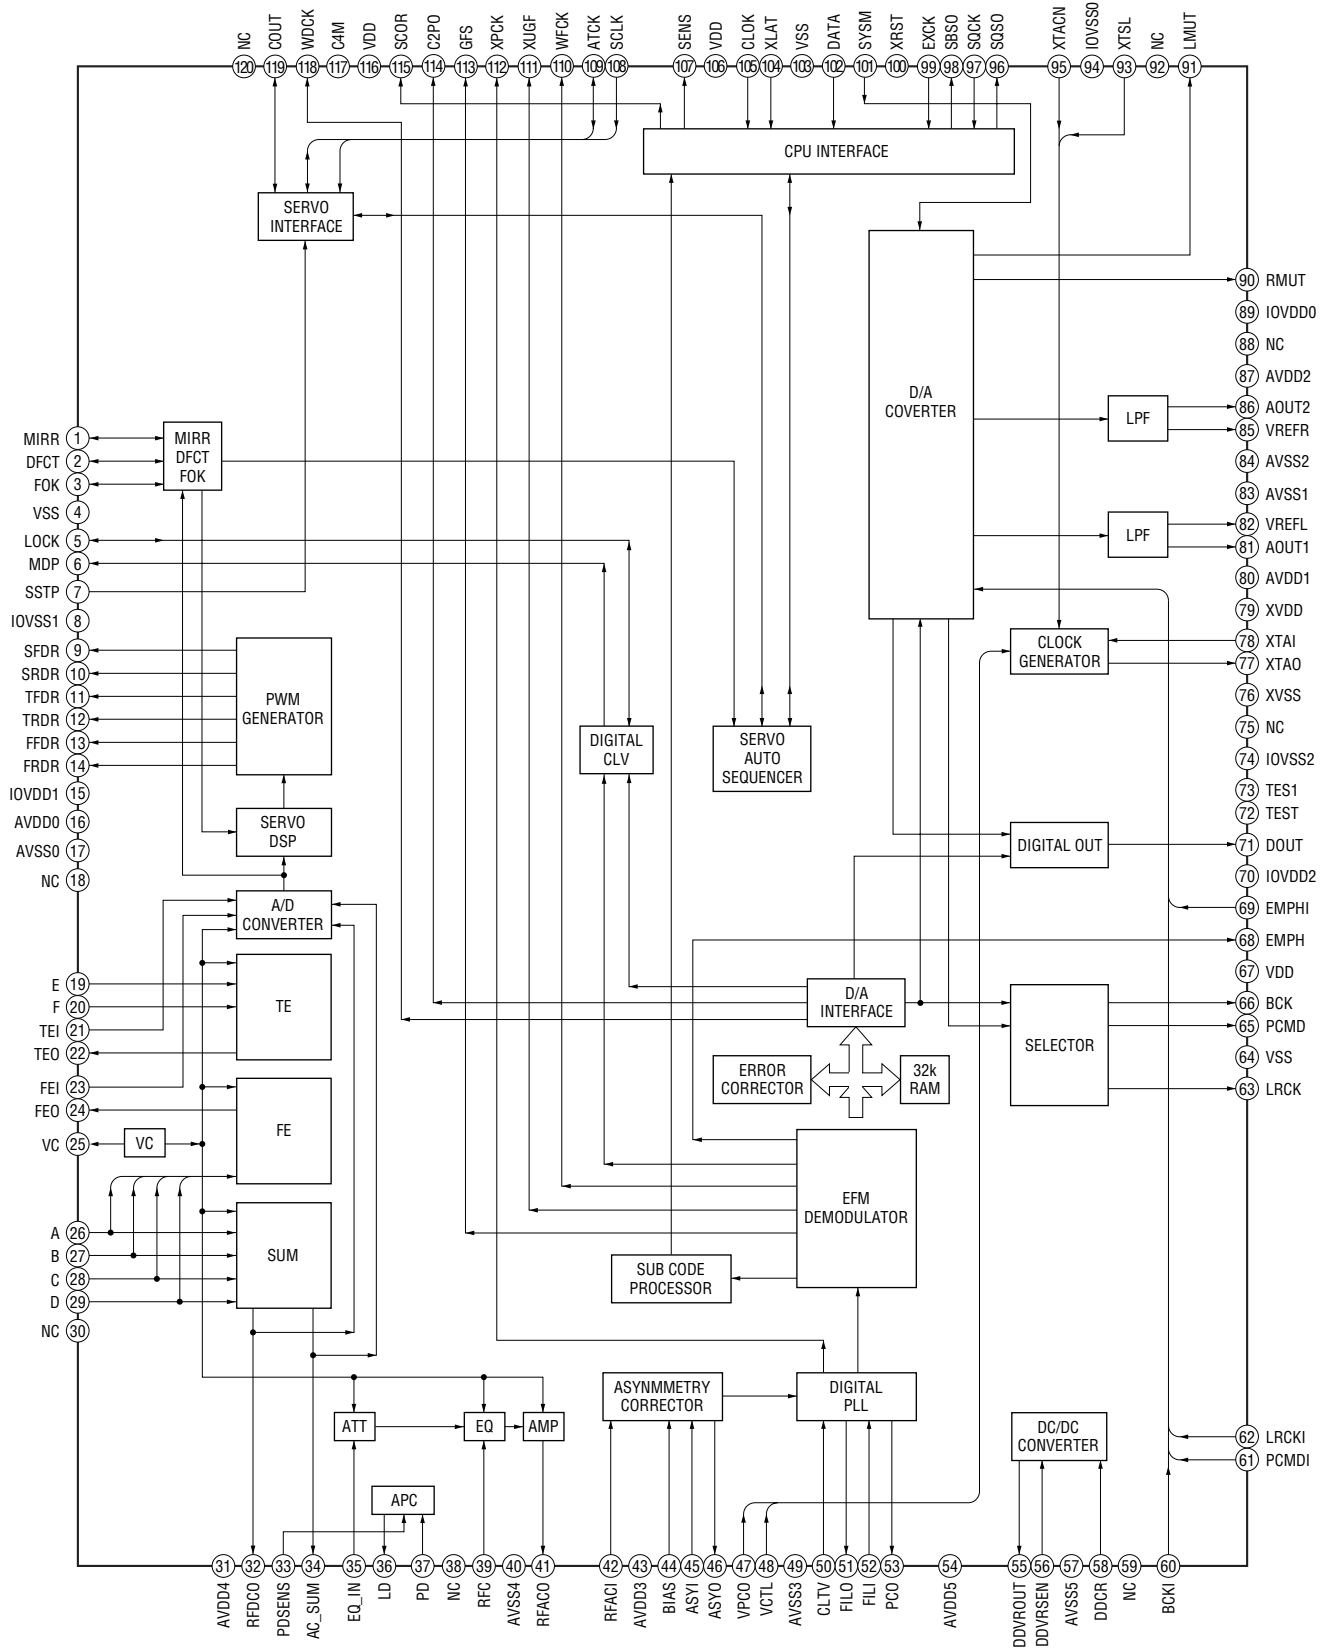 NC
COUT
WDCK
C4M
VDD
SCOR
C2PO
GFS
XPCK
XUGF
WFCK
ATCK
SCLK
SENS
VDD
CLOK
XLAT
VSS
DATA
SYSM
XRST
EXCK
SBSO
SQCK
SQSO
XTACN
IOVSS0
XTSL
NC
LMUT
120
119
118
117
116
115
114
113
112
111
110
109
108
107
106
105
104
103
102
101
100
99
98
97
96
95
94
93
92
91
CPU INTERFACE
SERVO
INTERFACE
D/A
COVERTER
90 RMUT
89 IOVDD0
88 NC
87 AVDD2
LPF
86 AOUT2
85 VREFR
84 AVSS2
83 AVSS1
LPF
82 VREFL
81 AOUT1
80 AVDD1
79 XVDD
CLOCK
GENERATOR
78 XTAI
77 XTAO
76 XVSS
75 NC
74 IOVSS2
73 TES1
72 TEST
DIGITAL OUT
71 DOUT
70 IOVDD2
69 EMPHI
68 EMPH
67 VDD
66 BCK
65 PCMD
64 VSS
63 LRCK
SELECTOR
MIRR 1
DFCT 2
FOK 3
MIRR
DFCT
FOK
VSS 4
LOCK 5
MDP 6
SSTP 7
IOVSS1 8
SFDR 9
SRDR 10
TFDR 11
TRDR 12
FFDR 13
FRDR 14
PWM
GENERATOR
IOVDD1 15
AVDD0 16
AVSS0 17
NC 18
SERVO
DSP
A/D
CONVERTER
DIGITAL
CLV
SERVO
AUTO
SEQUENCER
E 19
F 20
TEI 21
TEO 22
TE
FEI 23
FEO 24
FE
VC 25
VC
A 26
B 27
C 28
D 29
SUM
NC 30
D/A
INTERFACE
ERROR
CORRECTOR
32k
RAM
EFM
DEMODULATOR
SUB CODE
PROCESSOR
ASYNMMETRY
CORRECTOR
DIGITAL
PLL
ATT
EQ
AMP
APC
DC/DC
CONVERTER
62 LRCKI
61 PCMDI
31
32
33
34
35
36
37
38
39
40
41
42
43
44
45
46
47
48
49
50
51
52
53
54
55
56
57
58
59
60
AVDD4
RFDCO
PDSENS
AC_SUM
EQ_IN
LD
PD
NC
RFC
AVSS4
RFACO
RFACI
AVDD3
BIAS
ASYI
ASYO
VPCO
VCTL
AVSS3
CLTV
FILO
FILI
PCO
AVDD5
DDVROUT
DDVRSEN
AVSS5
DDCR
NC
BCKI